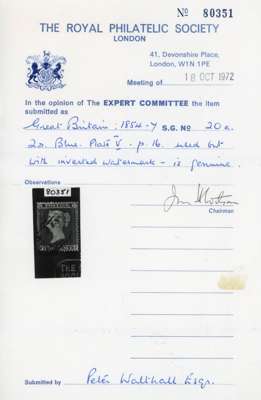 No 80351
THE ROYAL PHILATELIC SOCIETY
LONDON
41, Devonshire Place,
London, W1N 1PE
Meeting of 18 OCT 1972
In the opinion of The EXPERT COMMITTEE the item
submitted as
Great Britain: 1854-7 S.G. No 20a.
2d. Blue. Plate V - p.16. used but
with inverted watermark - is genuine.
Observations
80351
Chairman
Submitted by Peter Walthall Esqr.